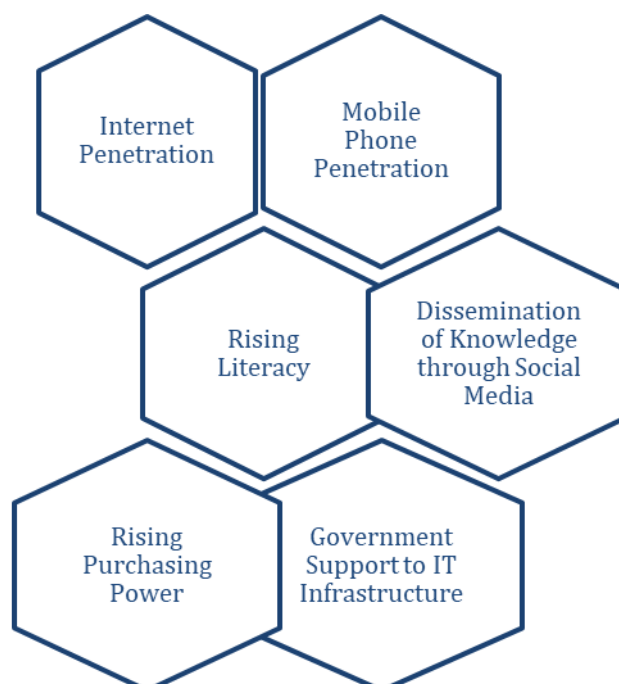 Internet
Penetration
Mobile
Phone
Penetration
Rising
Literacy
Dissemination
of Knowledge
through Social
Media
Rising
Purchasing
Power
Government
Support to IT
Infrastructure